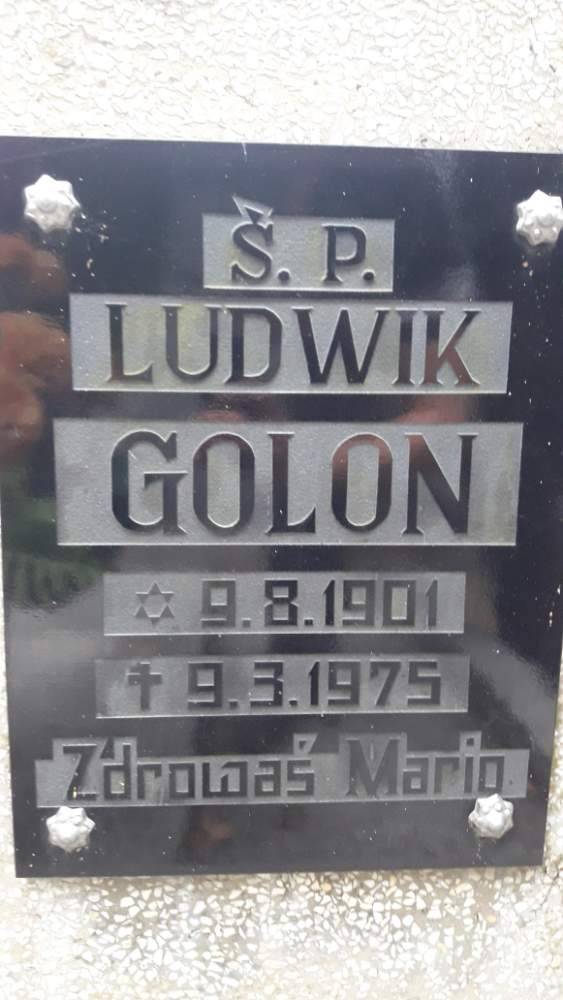 Ś. P.
LUDWIK
GOLON
✡ 9.8.1901
✝ 9.3.1975
Zdrowaś Mario